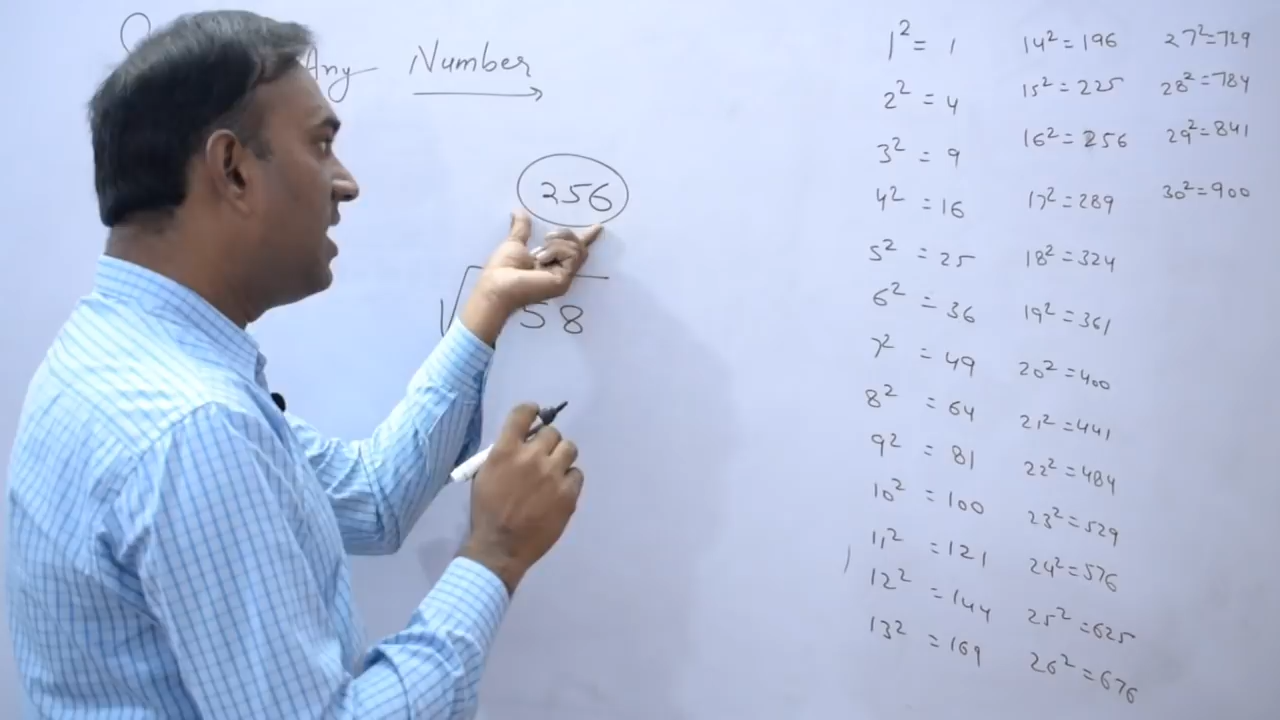 Any Number
256
√ 58
1² = 1
2² = 4
3² = 9
4² = 16
5² = 25
6² = 36
7² = 49
8² = 64
9² = 81
10² = 100
11² = 121
12² = 144
13² = 169
14² = 196
15² = 225
16² = 256
17² = 289
18² = 324
19² = 361
20² = 400
21² = 441
22² = 484
23² = 529
24² = 576
25² = 625
26² = 676
27² = 729
28² = 784
29² = 841
30² = 900